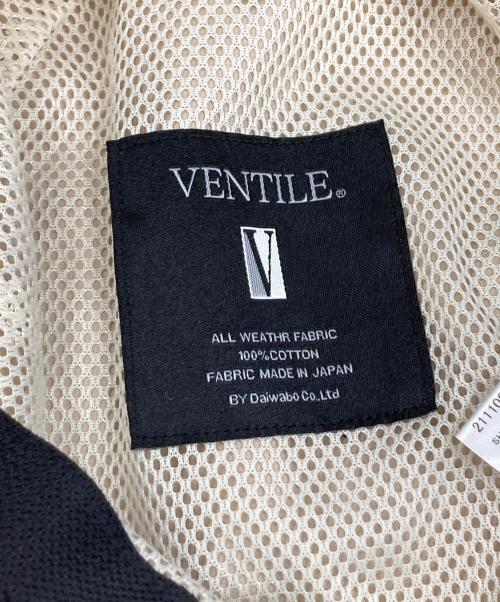 VENTILE®
V
ALL WEATHR FABRIC
100%COTTON
FABRIC MADE IN JAPAN
BY Daiwabo Co.,Ltd